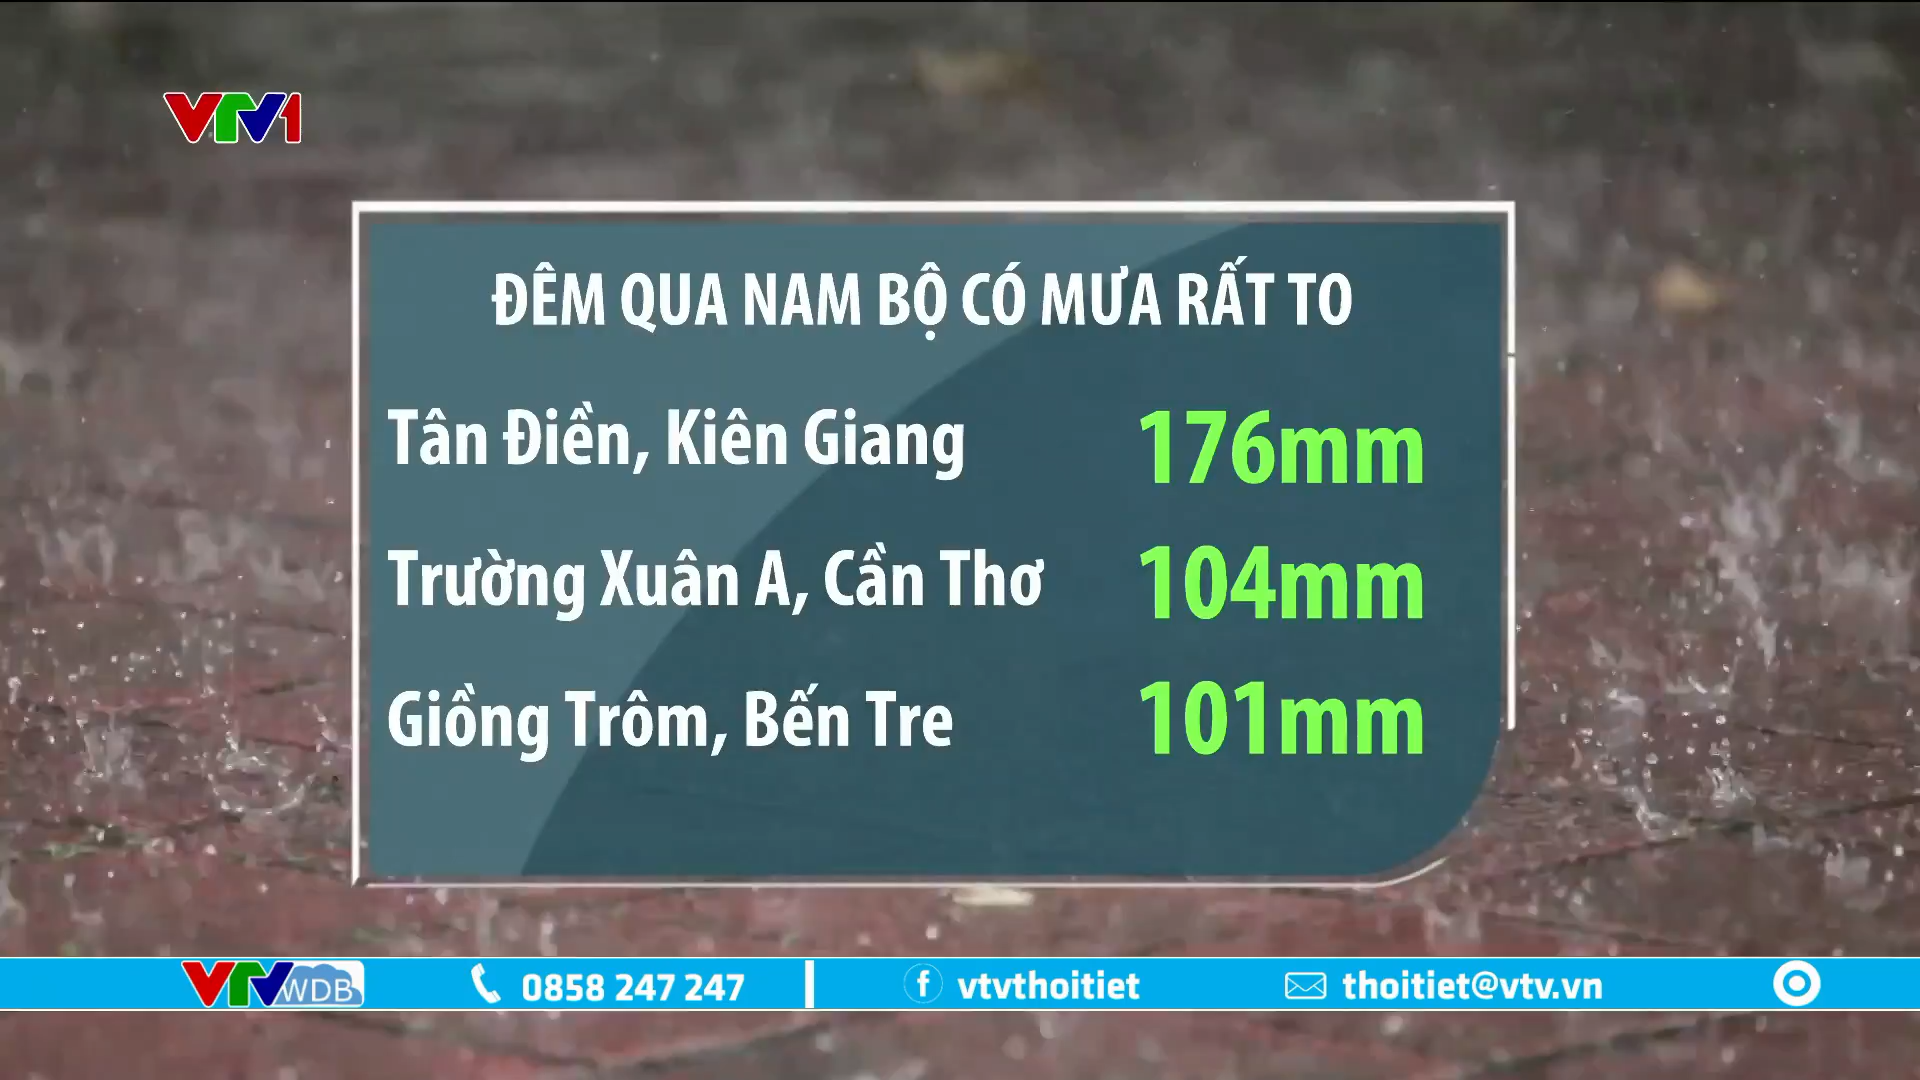 VTV1
ĐÊM QUA NAM BỘ CÓ MƯA RẤT TO
Tân Điền, Kiên Giang 176mm
Trường Xuân A, Cần Thơ 104mm
Giồng Trôm, Bến Tre 101mm
VTV WDB 0858 247 247 vtvthoitiet thoitiet@vtv.vn